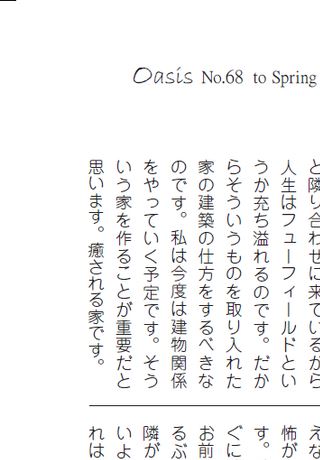 Oasis No.68 to Spring
と隣り合わせに来ているから
人生はフューフィールドとい
うか充ち溢れるのです。だか
らそういうものを取り入れた
家の建築の仕方をするべきな
のです。私は今度は建物関係
をやっていく予定です。そう
いう家を作ることが重要だと
思います。癒される家です。
えな
怖が
す。
ぐに
お前
るぶ
隣が
いよ
れは